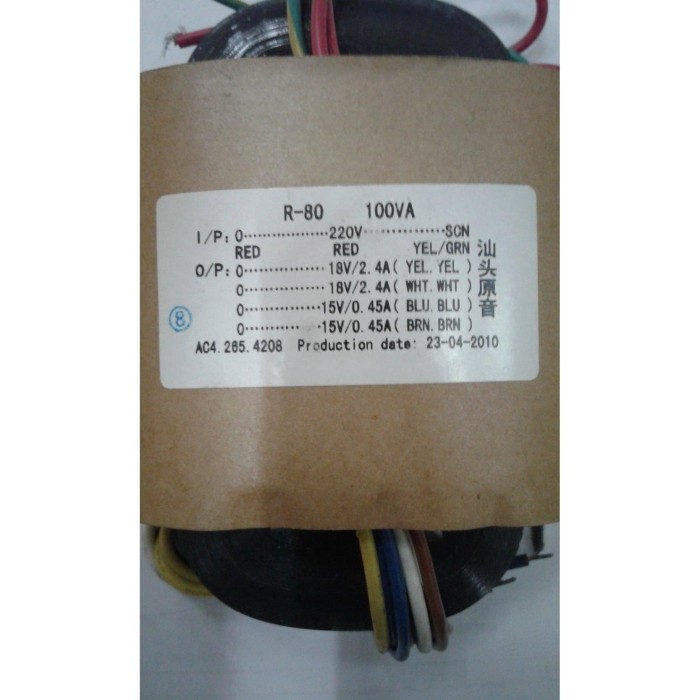 R-80 100VA
I/P: 0··················220V·················SCN
RED RED YEL/GRN
O/P: 0·················18V/2.4A( YEL. YEL )
0·················18V/2.4A( WHT. WHT )
0················15V/0.45A( BLU. BLU )
0················15V/0.45A( BRN. BRN )
AC4.265.4208 Production date: 23-04-2010
汕头原音
8